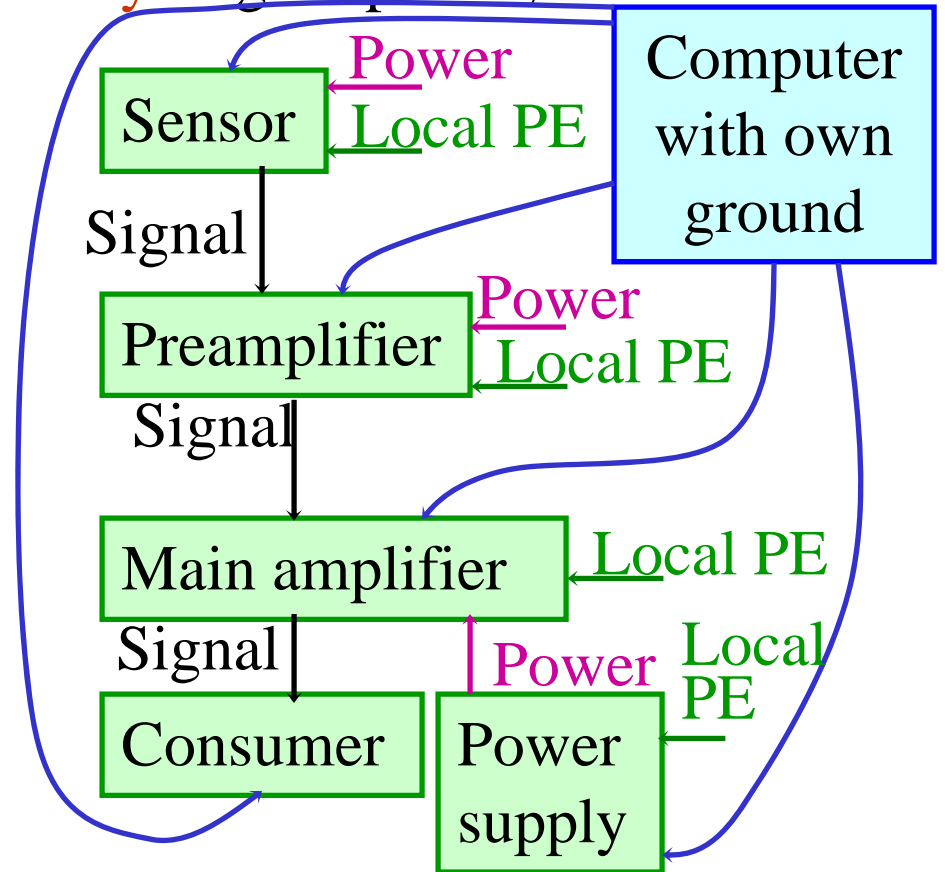 Power
Computer
with own
ground
Sensor
Local PE
Signal
Power
Preamplifier
Local PE
Signal
Main amplifier
Local PE
Signal
Power
Local
PE
Consumer
Power
supply